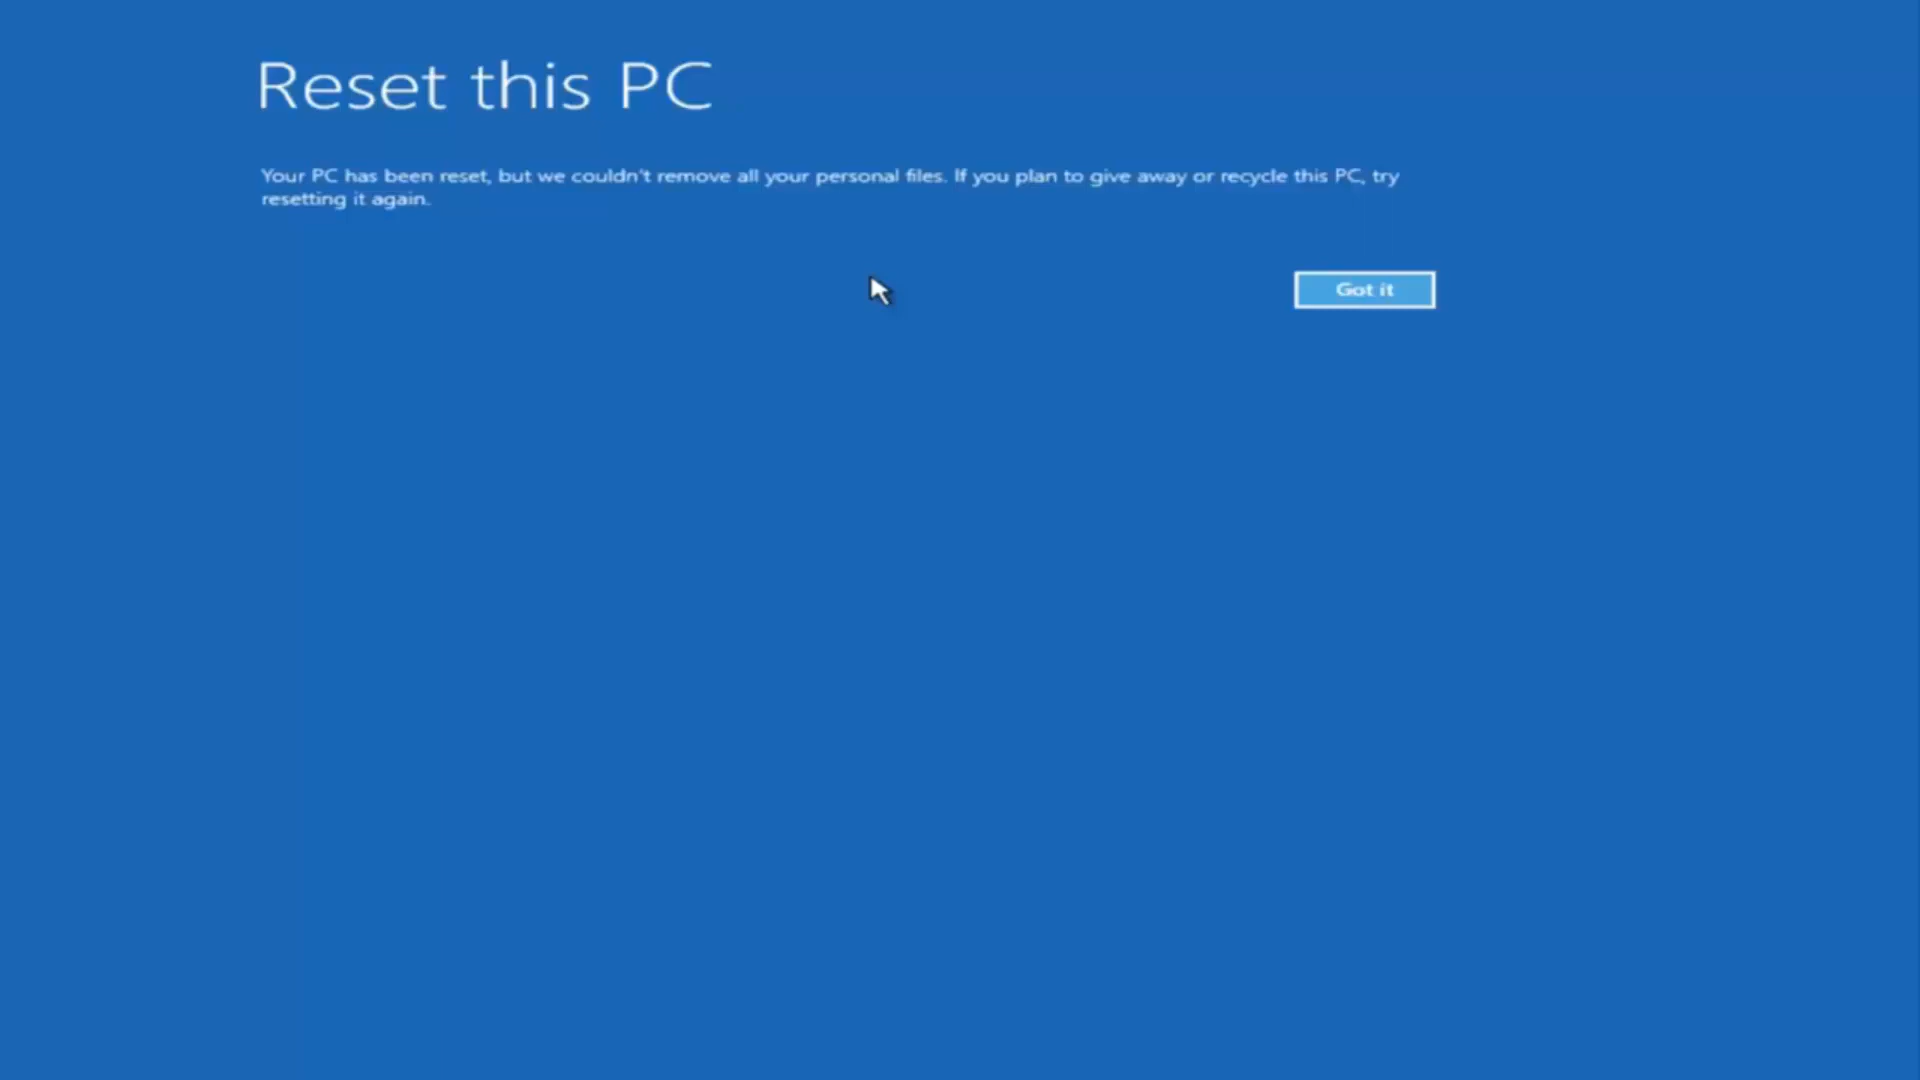 Reset this PC
Your PC has been reset, but we couldn't remove all your personal files. If you plan to give away or recycle this PC, try
resetting it again.
Got it